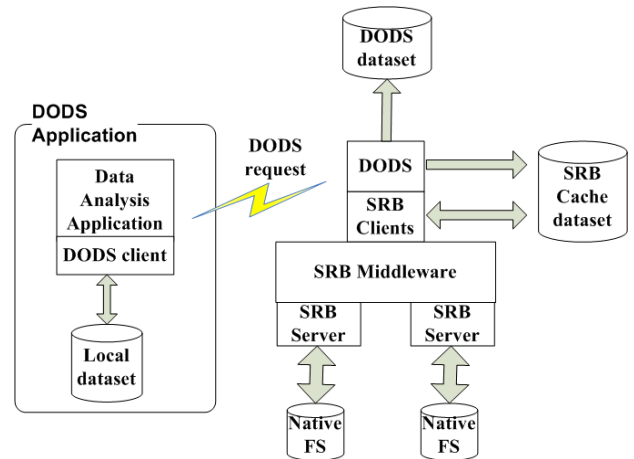 DODS
dataset
DODS
Application
DODS
request
Data
Analysis
Application
DODS client
Local
dataset
DODS
SRB
Clients
SRB
Cache
dataset
SRB Middleware
SRB
Server
SRB
Server
Native
FS
Native
FS